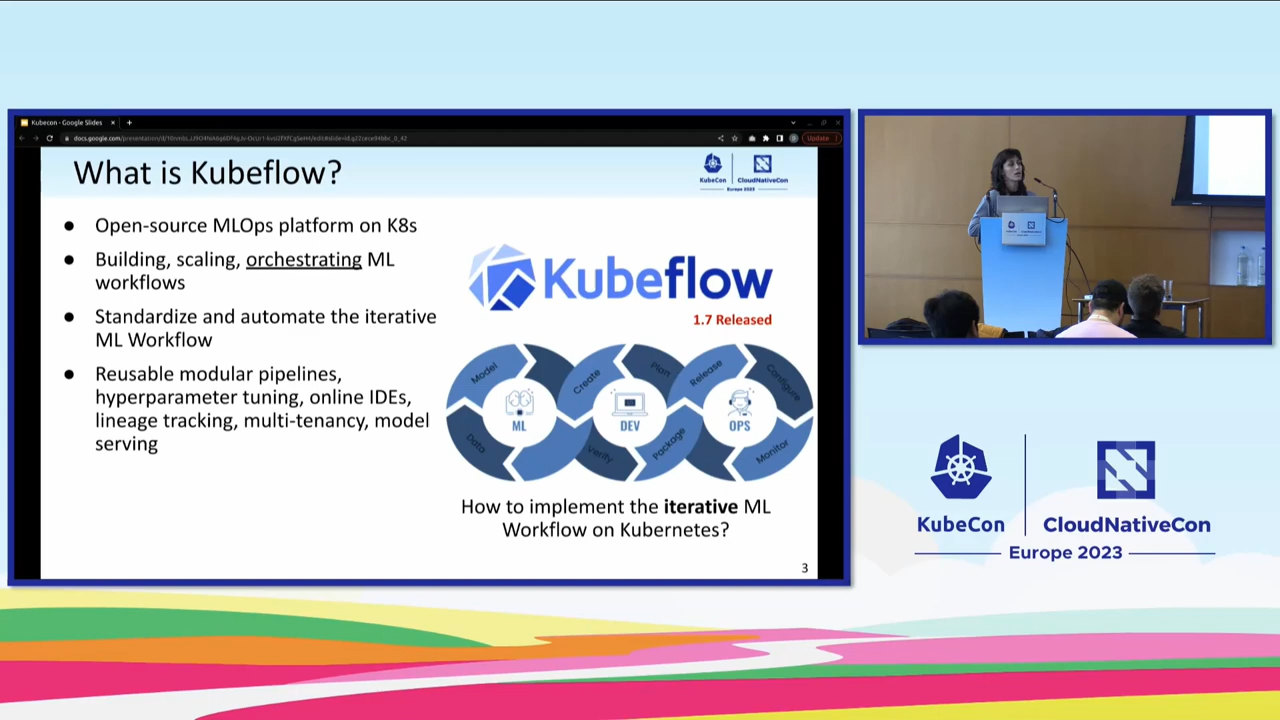 Kubecon - Google Slides
Update
What is Kubeflow?
KubeCon
CloudNativeCon
Europe 2023
● Open-source MLOps platform on K8s
● Building, scaling, orchestrating ML
workflows
● Standardize and automate the iterative
ML Workflow
● Reusable modular pipelines,
hyperparameter tuning, online IDEs,
lineage tracking, multi-tenancy, model
serving
Kubeflow
1.7 Released
Model
Create
Plan
Release
Configure
ML
DEV
OPS
Data
Verify
Package
Monitor
How to implement the iterative ML
Workflow on Kubernetes?
3
KubeCon
CloudNativeCon
Europe 2023